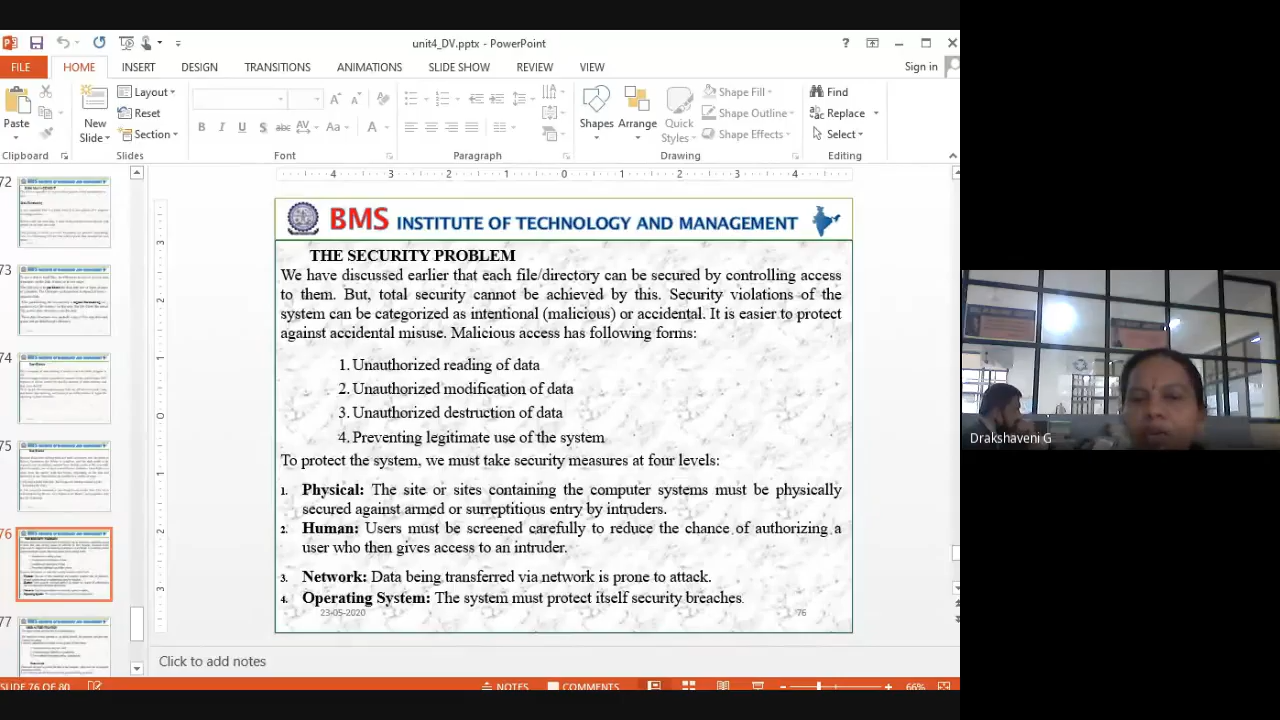 unit4_DV.pptx - PowerPoint
?
FILE HOME INSERT DESIGN TRANSITIONS ANIMATIONS SLIDE SHOW REVIEW VIEW Sign in
Paste
New Slide
Layout
Reset
Section
Shapes
Arrange
Quick Styles
Shape Fill
Shape Outline
Shape Effects
Find
Replace
Select
Clipboard Slides Font Paragraph Drawing Editing
72
73
74
75
76
77
BMS INSTITUTE OF TECHNOLOGY AND MANAGEMENT
THE SECURITY PROBLEM
We have discussed earlier that the file/directory can be secured by controlling access
to them. But, total security cannot be achieved by this. Security violations of the
system can be categorized intentional (malicious) or accidental. It is easier to protect
against accidental misuse. Malicious access has following forms:
1. Unauthorized reading of data
2. Unauthorized modification of data
3. Unauthorized destruction of data
4. Preventing legitimate use of the system
To protect the system, we must take security measures at four levels:
Physical: The site or sites containing the computer systems must be physically
secured against armed or surreptitious entry by intruders.
2. Human: Users must be screened carefully to reduce the chance of authorizing a
user who then gives access to an intruder.
Network: Data being transferred via network is prone to attack.
4. Operating System: The system must protect itself security breaches.
23-05-2020 76
Click to add notes
SLIDE 76 OF 80 NOTES COMMENTS 66%
Drakshaveni G